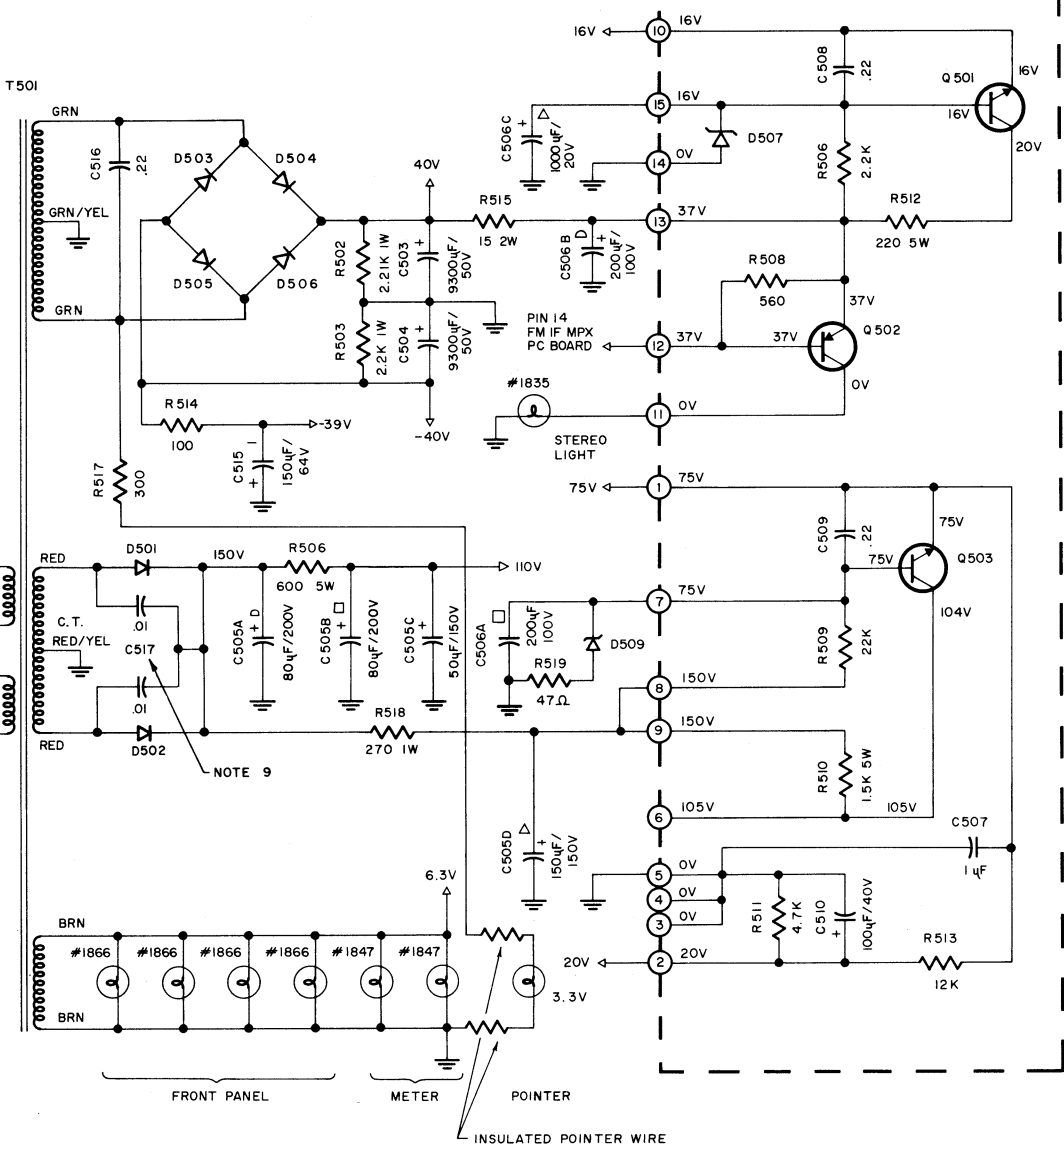 T501
GRN
C516
.22
D503
D504
GRN/YEL
D505
D506
GRN
40V
R515
15 2W
R502
2.21K 1W
C503
+
9300µF/
50V
R503
2.2K 1W
C504
+
9300µF/
50V
-40V
R514
100
-39V
C515
150µF/
64V
+
R517
300
16V
10
16V
C508
.22
Q501
16V
16V
20V
15
16V
C506C
+
1000µF/
20V
D507
14
0V
R506
2.2K
13
37V
R512
220 5W
C506B
D
+
200µF/
100V
R508
560
37V
PIN 14
FM IF MPX
PC BOARD
12
37V
37V
Q502
0V
#1835
11
0V
STEREO
LIGHT
75V
1
75V
C509
.22
75V
75V
Q503
104V
RED
D501
150V
R506
600 5W
110V
.01
C.T.
RED/YEL
C517
.01
RED
D502
NOTE 9
C505A
+
D
80µF/200V
C505B
+
80µF/200V
C505C
+
50µF/150V
C506A
+
200µF
100V
D509
R519
47Ω
7
75V
R509
22K
8
150V
9
150V
R518
270 1W
R510
1.5K 5W
6
105V
105V
C507
1µF
C505D
+
150µF/
150V
5
0V
4
0V
3
0V
R511
4.7K
C510
+
100µF/40V
20V
2
20V
R513
12K
6.3V
BRN
#1866
#1866
#1866
#1866
#1847
#1847
3.3V
BRN
FRONT PANEL
METER
POINTER
INSULATED POINTER WIRE